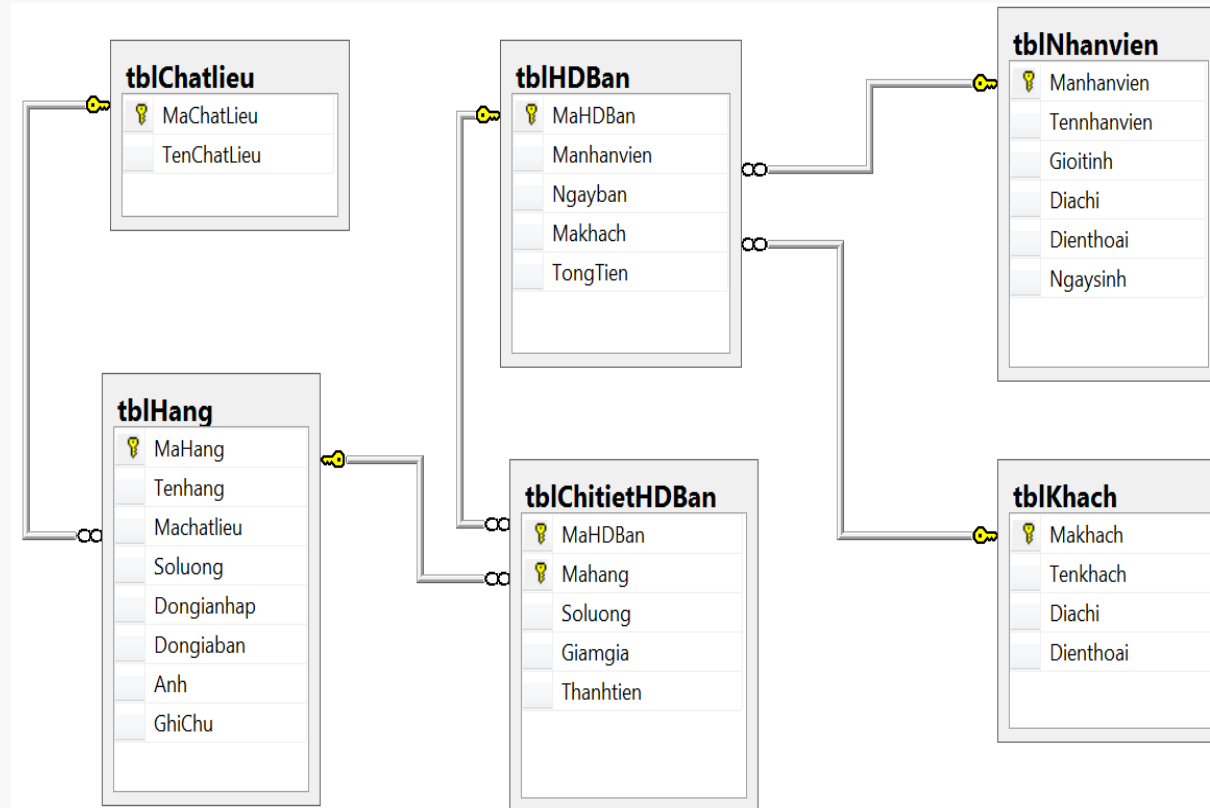 tblChatlieu
MaChatLieu
TenChatLieu
tblHDBan
MaHDBan
Manhanvien
Ngayban
Makhach
TongTien
tblNhanvien
Manhanvien
Tennhanvien
Gioitinh
Diachi
Dienthoai
Ngaysinh
tblHang
MaHang
Tenhang
Machatlieu
Soluong
Dongianhap
Dongiaban
Anh
GhiChu
tblChitietHDBan
MaHDBan
Mahang
Soluong
Giamgia
Thanhtien
tblKhach
Makhach
Tenkhach
Diachi
Dienthoai